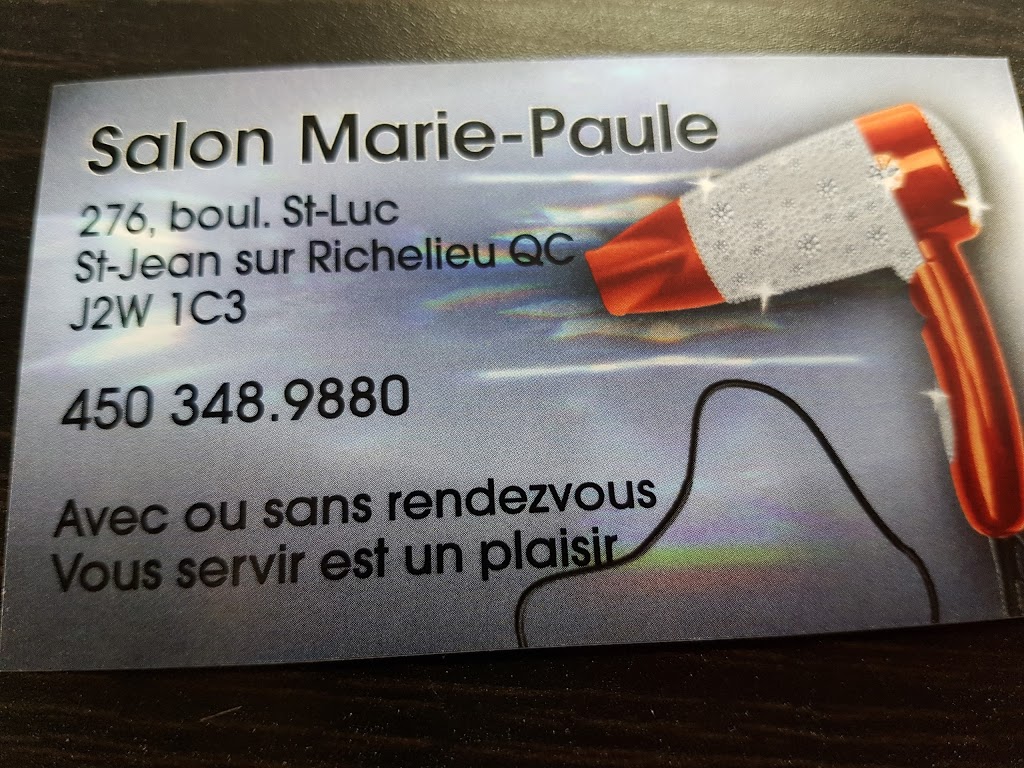 Salon Marie-Paule
276, boul. St-Luc
St-Jean sur Richelieu QC
J2W 1C3
450 348.9880
Avec ou sans rendezvous
Vous servir est un plaisir